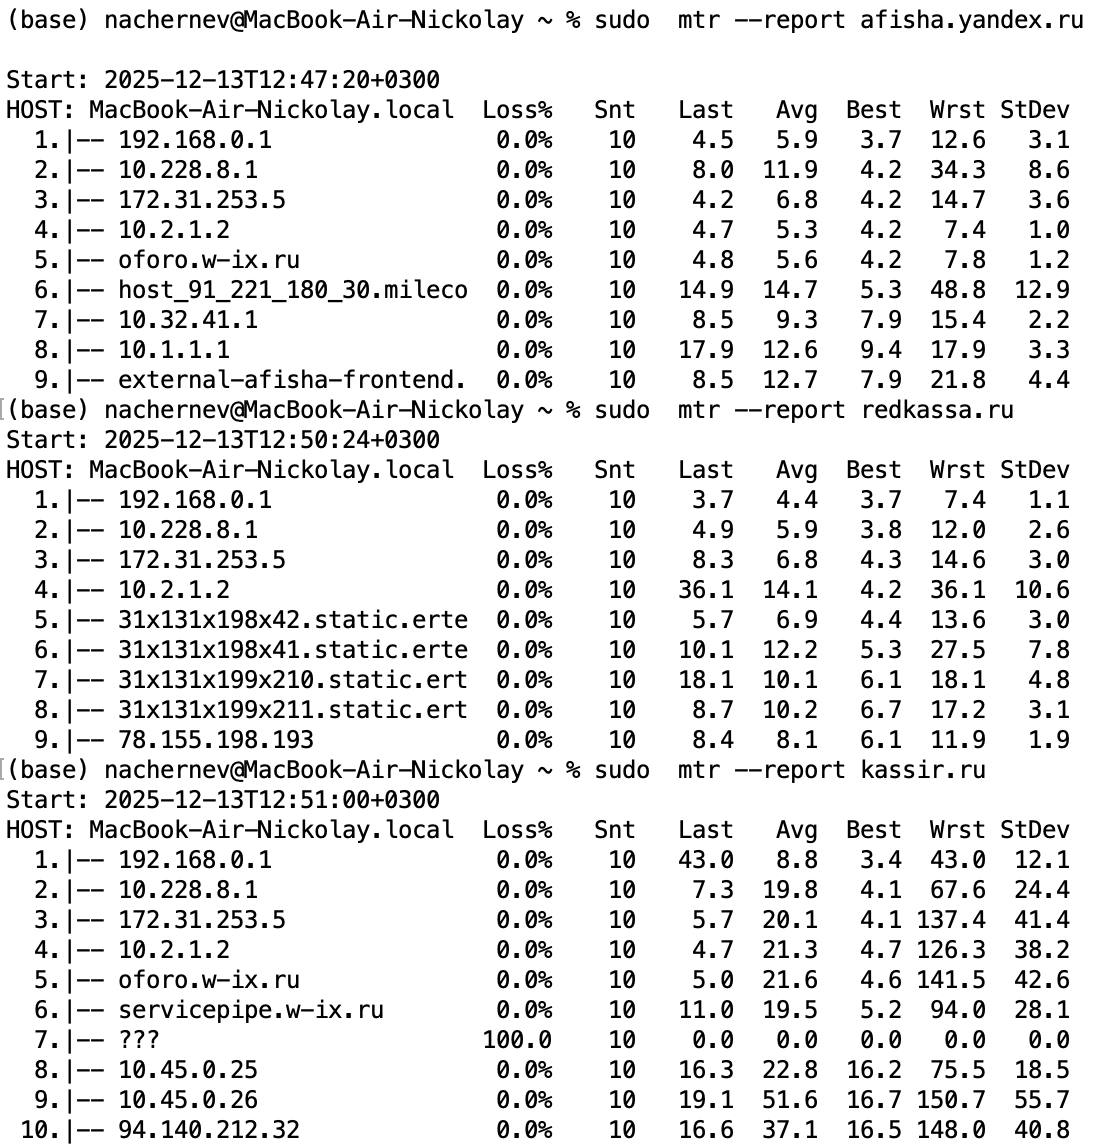 (base) nachernev@MacBook-Air-Nickolay ~ % sudo  mtr --report afisha.yandex.ru
Start: 2025-12-13T12:47:20+0300
HOST: MacBook-Air-Nickolay.local  Loss%   Snt   Last   Avg  Best  Wrst StDev
  1.|-- 192.168.0.1                0.0%    10    4.5   5.9   3.7  12.6   3.1
  2.|-- 10.228.8.1                 0.0%    10    8.0  11.9   4.2  34.3   8.6
  3.|-- 172.31.253.5               0.0%    10    4.2   6.8   4.2  14.7   3.6
  4.|-- 10.2.1.2                   0.0%    10    4.7   5.3   4.2   7.4   1.0
  5.|-- oforo.w-ix.ru              0.0%    10    4.8   5.6   4.2   7.8   1.2
  6.|-- host_91_221_180_30.mileco  0.0%    10   14.9  14.7   5.3  48.8  12.9
  7.|-- 10.32.41.1                 0.0%    10    8.5   9.3   7.9  15.4   2.2
  8.|-- 10.1.1.1                   0.0%    10   17.9  12.6   9.4  17.9   3.3
  9.|-- external-afisha-frontend.  0.0%    10    8.5  12.7   7.9  21.8   4.4
[(base) nachernev@MacBook-Air-Nickolay ~ % sudo  mtr --report redkassa.ru
Start: 2025-12-13T12:50:24+0300
HOST: MacBook-Air-Nickolay.local  Loss%   Snt   Last   Avg  Best  Wrst StDev
  1.|-- 192.168.0.1                0.0%    10    3.7   4.4   3.7   7.4   1.1
  2.|-- 10.228.8.1                 0.0%    10    4.9   5.9   3.8  12.0   2.6
  3.|-- 172.31.253.5               0.0%    10    8.3   6.8   4.3  14.6   3.0
  4.|-- 10.2.1.2                   0.0%    10   36.1  14.1   4.2  36.1  10.6
  5.|-- 31x131x198x42.static.erte  0.0%    10    5.7   6.9   4.4  13.6   3.0
  6.|-- 31x131x198x41.static.erte  0.0%    10   10.1  12.2   5.3  27.5   7.8
  7.|-- 31x131x199x210.static.ert  0.0%    10   18.1  10.1   6.1  18.1   4.8
  8.|-- 31x131x199x211.static.ert  0.0%    10    8.7  10.2   6.7  17.2   3.1
  9.|-- 78.155.198.193             0.0%    10    8.4   8.1   6.1  11.9   1.9
[(base) nachernev@MacBook-Air-Nickolay ~ % sudo  mtr --report kassir.ru
Start: 2025-12-13T12:51:00+0300
HOST: MacBook-Air-Nickolay.local  Loss%   Snt   Last   Avg  Best  Wrst StDev
  1.|-- 192.168.0.1                0.0%    10   43.0   8.8   3.4  43.0  12.1
  2.|-- 10.228.8.1                 0.0%    10    7.3  19.8   4.1  67.6  24.4
  3.|-- 172.31.253.5               0.0%    10    5.7  20.1   4.1 137.4  41.4
  4.|-- 10.2.1.2                   0.0%    10    4.7  21.3   4.7 126.3  38.2
  5.|-- oforo.w-ix.ru              0.0%    10    5.0  21.6   4.6 141.5  42.6
  6.|-- servicepipe.w-ix.ru        0.0%    10   11.0  19.5   5.2  94.0  28.1
  7.|-- ???                       100.0    10    0.0   0.0   0.0   0.0   0.0
  8.|-- 10.45.0.25                 0.0%    10   16.3  22.8  16.2  75.5  18.5
  9.|-- 10.45.0.26                 0.0%    10   19.1  51.6  16.7 150.7  55.7
 10.|-- 94.140.212.32              0.0%    10   16.6  37.1  16.5 148.0  40.8